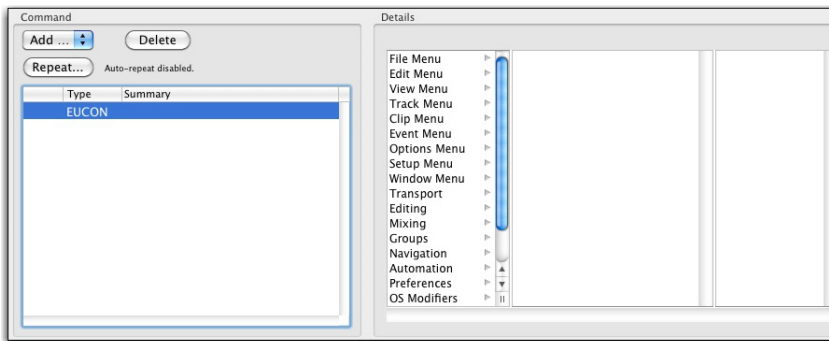 Command
Add ...
Delete
Repeat...
Auto-repeat disabled.
Type Summary
EUCON
Details
File Menu
Edit Menu
View Menu
Track Menu
Clip Menu
Event Menu
Options Menu
Setup Menu
Window Menu
Transport
Editing
Mixing
Groups
Navigation
Automation
Preferences
OS Modifiers